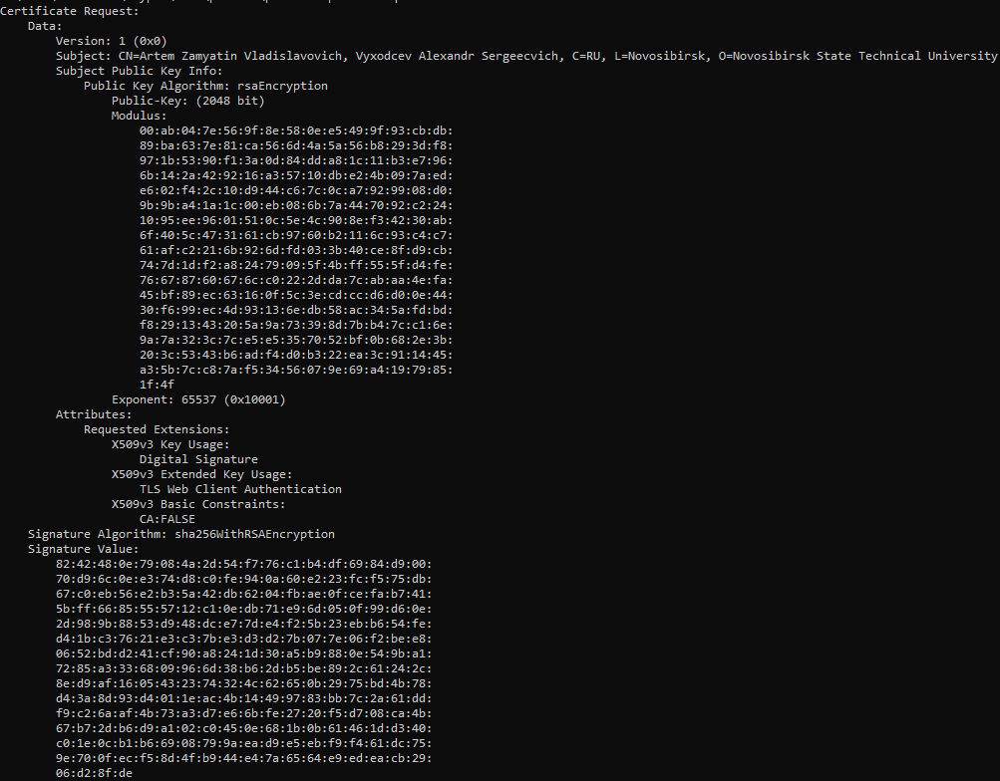 Certificate Request:
    Data:
        Version: 1 (0x0)
        Subject: CN=Artem Zamyatin Vladislavovich, Vyxodcev Alexandr Sergeecvich, C=RU, L=Novosibirsk, O=Novosibirsk State Technical University
        Subject Public Key Info:
            Public Key Algorithm: rsaEncryption
                Public-Key: (2048 bit)
                Modulus:
                    00:ab:04:7e:56:9f:8e:58:0e:e5:49:9f:93:cb:db:
                    89:ba:63:7e:81:ca:56:6d:4a:5a:56:b8:29:3d:f8:
                    97:1b:53:90:f1:3a:0d:84:dd:a8:1c:11:b3:e7:96:
                    6b:14:2a:42:92:16:a3:57:10:db:e2:4b:09:7a:ed:
                    e6:02:f4:2c:10:d9:44:c6:7c:0c:a7:92:99:08:d0:
                    9b:9b:a4:1a:1c:00:eb:08:6b:7a:44:70:92:c2:24:
                    10:95:ee:96:01:51:0c:5e:4c:90:8e:f3:42:30:ab:
                    6f:40:5c:47:31:61:cb:97:60:b2:11:6c:93:c4:c7:
                    61:af:c2:21:6b:92:6d:fd:03:3b:40:ce:8f:d9:cb:
                    74:7d:1d:f2:a8:24:79:09:5f:4b:ff:55:5f:d4:fe:
                    76:67:87:60:67:6c:c0:22:2d:da:7c:ab:aa:4e:fa:
                    45:bf:89:ec:63:16:0f:5c:3e:cd:cc:d6:d0:0e:44:
                    30:f6:99:ec:4d:93:13:6e:db:58:ac:34:5a:fd:bd:
                    f8:29:13:43:20:5a:9a:73:39:8d:7b:b4:7c:c1:6e:
                    9a:7a:32:3c:7c:e5:e5:35:70:52:bf:0b:68:2e:3b:
                    20:3c:53:43:b6:ad:f4:d0:b3:22:ea:3c:91:14:45:
                    a3:5b:7c:c8:7a:f5:34:56:07:9e:69:a4:19:79:85:
                    1f:4f
                Exponent: 65537 (0x10001)
        Attributes:
            Requested Extensions:
                X509v3 Key Usage:
                    Digital Signature
                X509v3 Extended Key Usage:
                    TLS Web Client Authentication
                X509v3 Basic Constraints:
                    CA:FALSE
    Signature Algorithm: sha256WithRSAEncryption
    Signature Value:
        82:42:48:0e:79:08:4a:2d:54:f7:76:c1:b4:df:69:84:d9:00:
        70:d9:6c:0e:e3:74:d8:c0:fe:94:0a:60:e2:23:fc:f5:75:db:
        67:c0:eb:56:e2:b3:5a:42:db:62:04:fb:ae:0f:ce:fa:b7:41:
        5b:ff:66:85:55:57:12:c1:0e:db:71:e9:6d:05:0f:99:d6:0e:
        2d:98:9b:88:53:d9:48:dc:e7:7d:e4:f2:5b:23:eb:b6:54:fe:
        d4:1b:c3:76:21:e3:c3:7b:e3:d3:d2:7b:07:7e:06:f2:be:e8:
        06:52:bd:d2:41:cf:90:a8:24:1d:30:a5:b9:88:0e:54:9b:a1:
        72:85:a3:33:68:09:96:6d:38:b6:2d:b5:be:89:2c:61:24:2c:
        8e:d9:af:16:05:43:23:74:32:4c:62:65:0b:29:75:bd:4b:78:
        d4:3a:8d:93:d4:01:1e:ac:4b:14:49:97:83:bb:7c:2a:61:dd:
        f9:c2:6a:af:4b:73:a3:d7:e6:6b:fe:27:20:f5:d7:08:ca:4b:
        67:b7:2d:b6:d9:a1:02:c0:45:0e:68:1b:0b:61:46:1d:d3:40:
        c0:1e:0c:b1:b6:69:08:79:9a:ea:d9:e5:eb:f9:f4:61:dc:75:
        9e:70:0f:ec:f5:8d:4f:b9:44:e4:7a:65:64:e9:ed:ea:cb:29:
        06:d2:8f:de